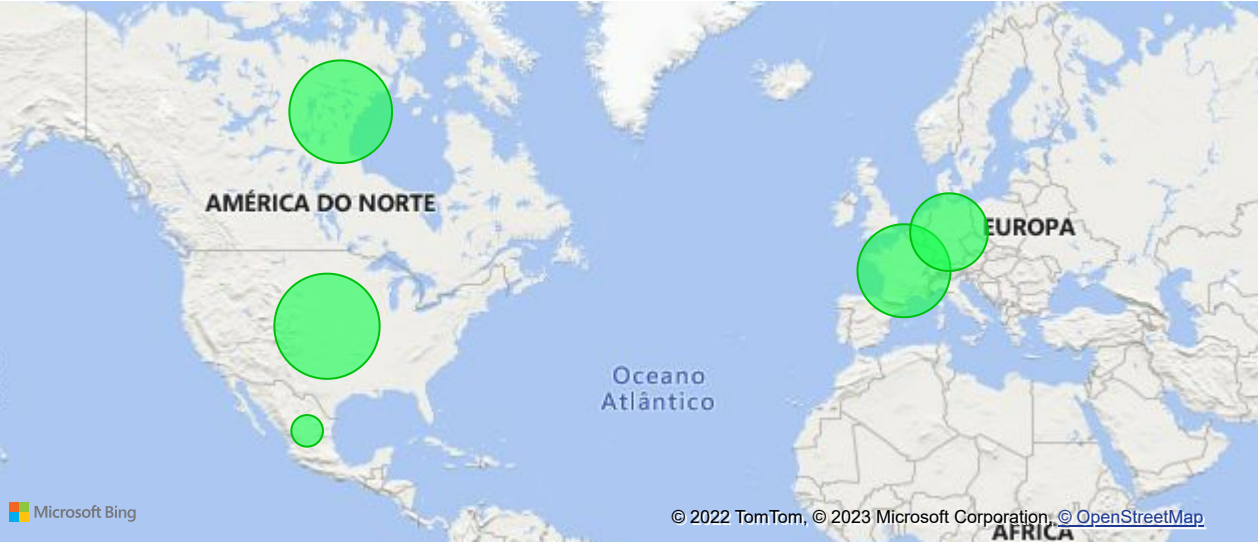 AMÉRICA DO NORTE
EUROPA
Oceano
Atlântico
Microsoft Bing
© 2022 TomTom, © 2023 Microsoft Corporation, © OpenStreetMap
ÁFRICA